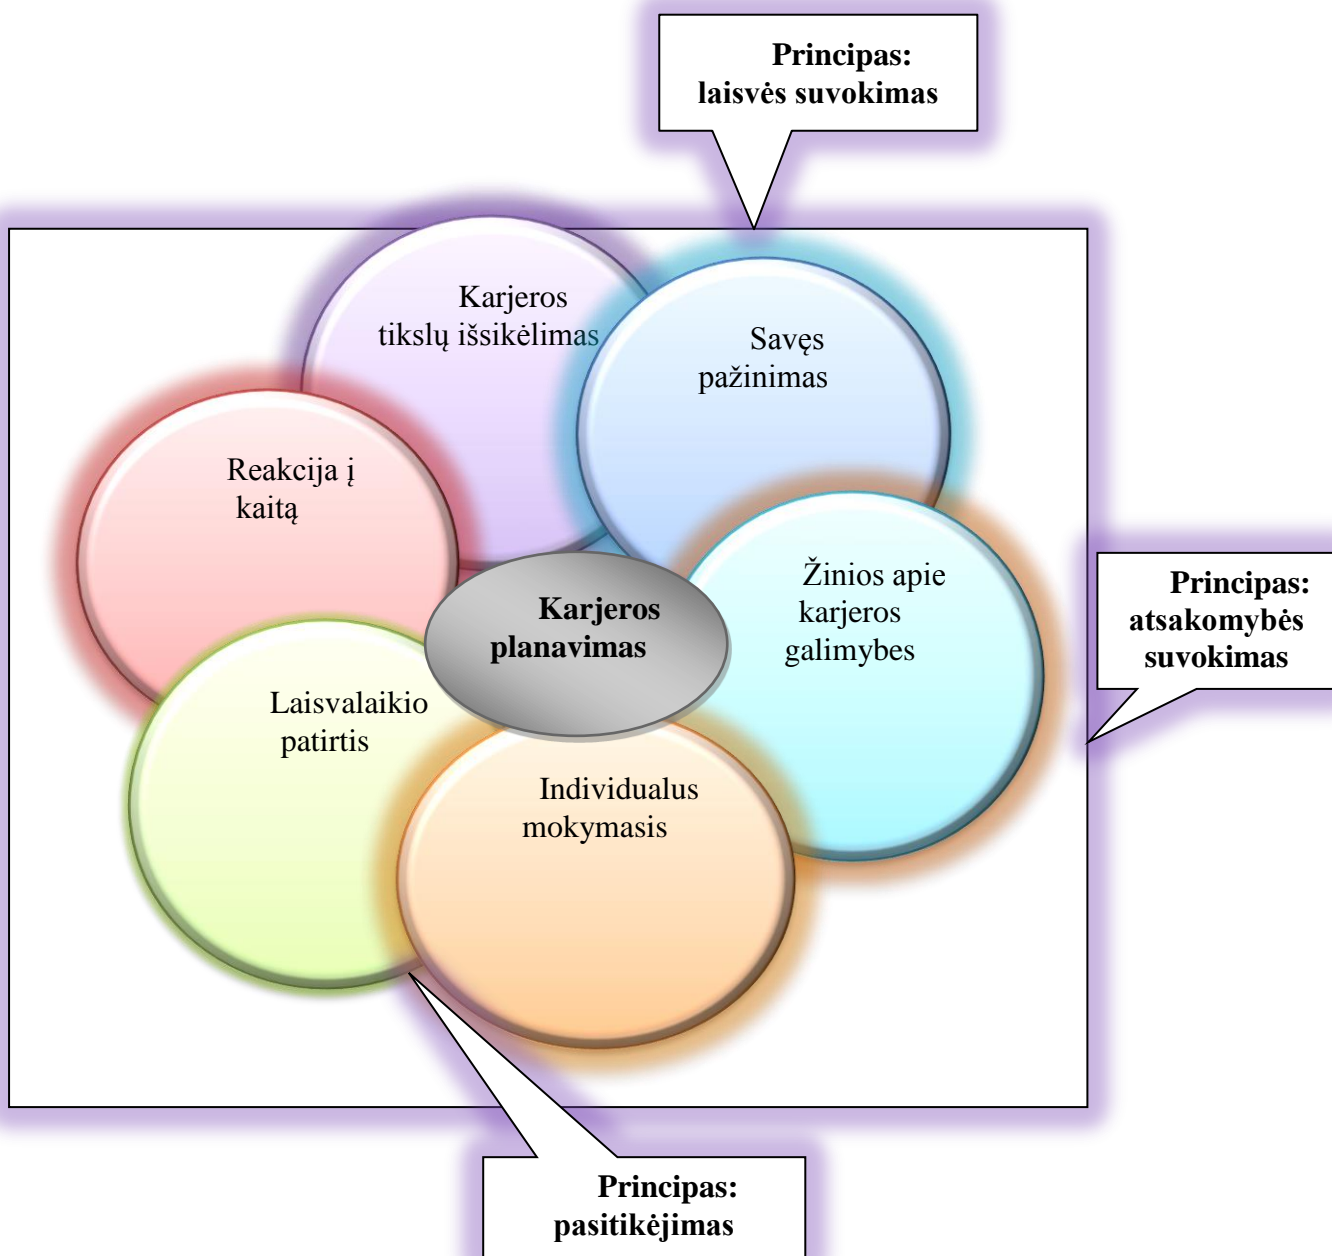 Principas:
laisvės suvokimas
Karjeros
tikslų išsikėlimas
Savęs
pažinimas
Reakcija į
kaitą
Žinios apie
karjeros
galimybes
Principas:
atsakomybės
suvokimas
Karjeros
planavimas
Laisvalaikio
patirtis
Individualus
mokymasis
Principas:
pasitikėjimas